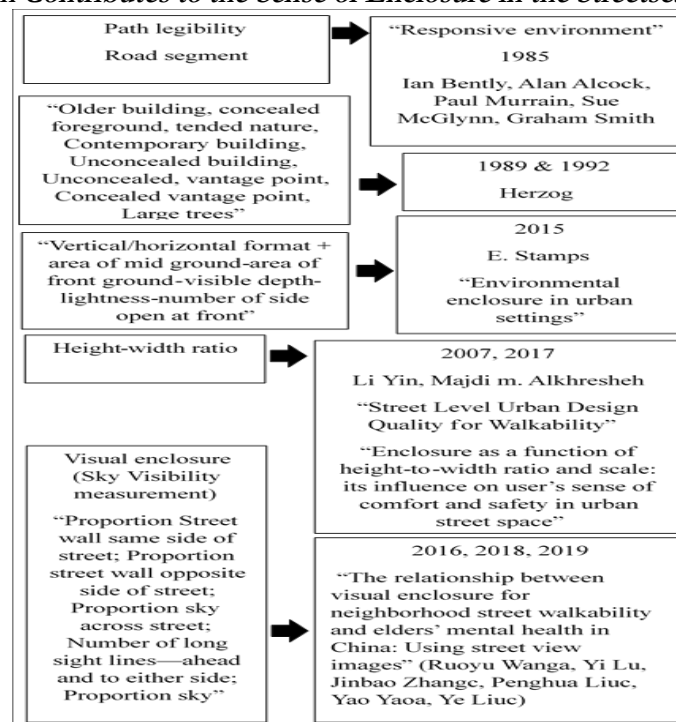 Contributes to the Sense of Enclosure in the
Path legibility
Road segment
“Responsive environment”
1985
Ian Bently, Alan Alcock,
Paul Murrain, Sue
McGlynn, Graham Smith
“Older building, concealed
foreground, tended nature,
Contemporary building,
Unconcealed building,
Unconcealed, vantage point,
Concealed vantage point,
Large trees”
1989 & 1992
Herzog
“Vertical/horizontal format +
area of mid ground-area of
front ground-visible depth-
lightness-number of side
open at front”
2015
E. Stamps
“Environmental
enclosure in urban
settings”
Height-width ratio
2007, 2017
Li Yin, Majdi m. Alkhresheh
“Street Level Urban Design
Quality for Walkability”
“Enclosure as a function of
height-to-width ratio and scale:
its influence on user’s sense of
comfort and safety in urban
street space”
Visual enclosure
(Sky Visibility
measurement)
“Proportion Street
wall same side of
street; Proportion
street wall opposite
side of street;
Proportion sky
across street;
Number of long
sight lines—ahead
and to either side;
Proportion sky”
2016, 2018, 2019
“The relationship between
visual enclosure for
neighborhood street walkability
and elders’ mental health in
China: Using street view
images” (Ruoyu Wanga, Yi Lu,
Jinbao Zhangc, Penghua Liuc,
Yao Yaoa, Ye Liuc)